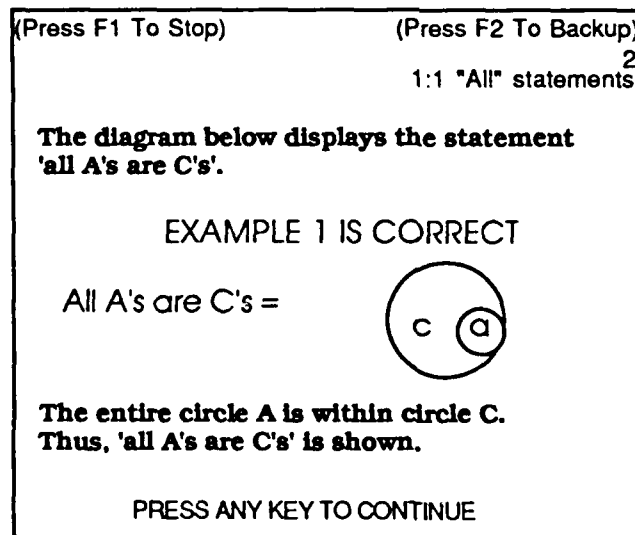 (Press F1 To Stop) (Press F2 To Backup)
2
1:1 "All" statements
The diagram below displays the statement
'all A's are C's'.
EXAMPLE 1 IS CORRECT
All A's are C's =
c a
The entire circle A is within circle C.
Thus, 'all A's are C's' is shown.
PRESS ANY KEY TO CONTINUE